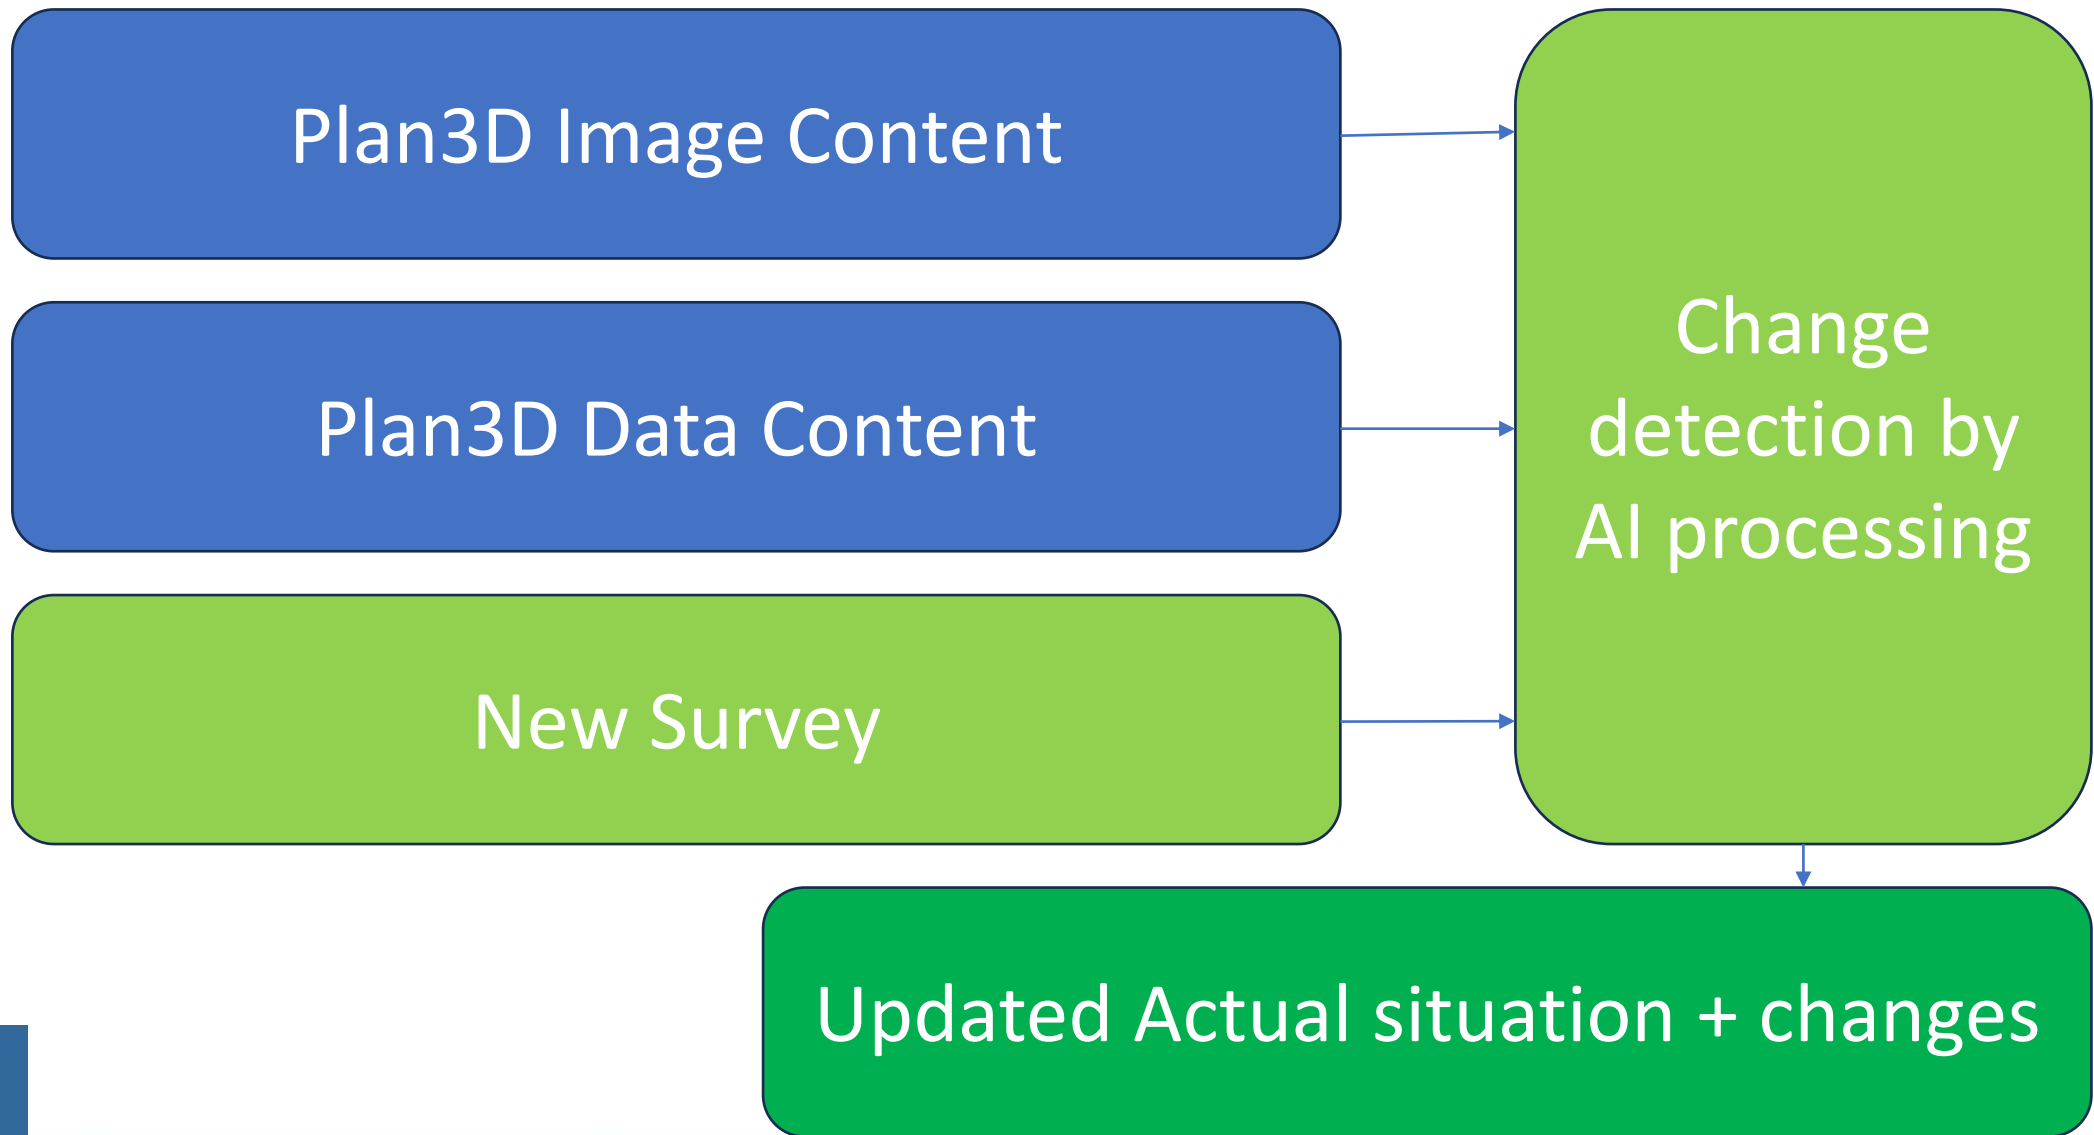 Plan3D Image Content
Plan3D Data Content
New Survey
Change
detection by
AI processing
Updated Actual situation + changes